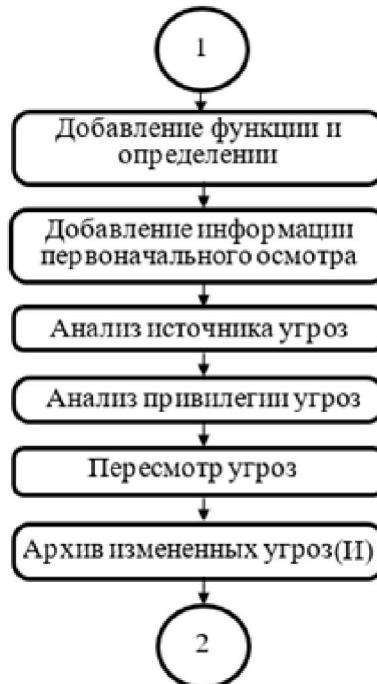 1
Добавление функции и
определении
Добавление информации
первоначального осмотра
Анализ источника угроз
Анализ привилегии угроз
Пересмотр угроз
Архив измененных угроз(И)
2